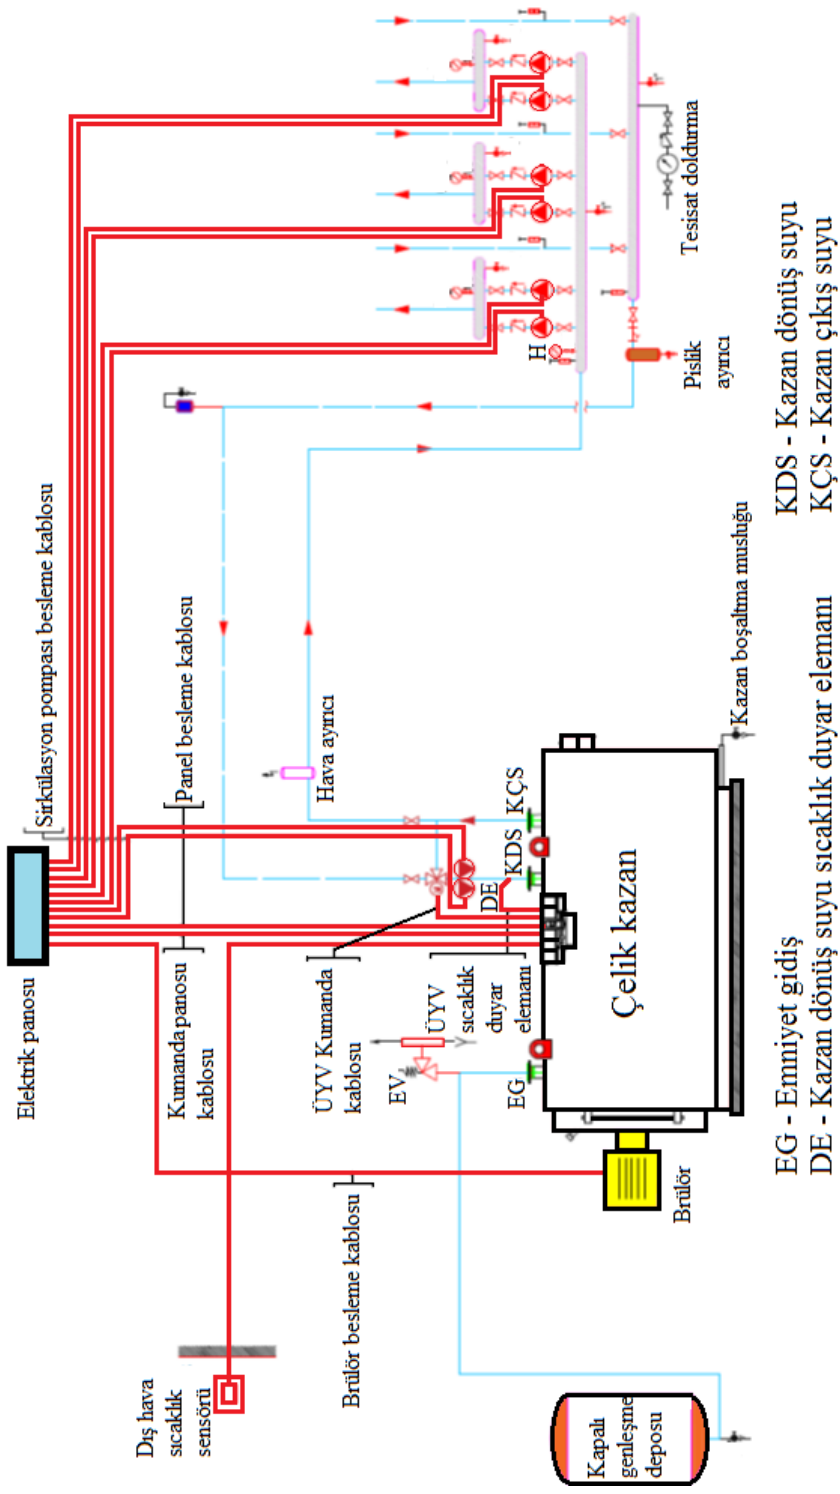 Elektrik panosu
Sirkülasyon pompası besleme kablosu
Panel besleme kablosu
Kumanda panosu
kablosu
Dış hava
sıcaklık
sensörü
Brülör besleme kablosu
ÜYV Kumanda
kablosu
ÜYV
sıcaklık
duyar
elemanı
Hava ayırıcı
EV
EG
DE
KDS
KÇS
H
Tesisat doldurma
Pislik
ayırıcı
Kapalı
genleşme
deposu
Brülör
Çelik kazan
Kazan boşaltma musluğu
EG - Emniyet gidiş
DE - Kazan dönüş suyu sıcaklık duyar elemanı
KDS - Kazan dönüş suyu
KÇS - Kazan çıkış suyu